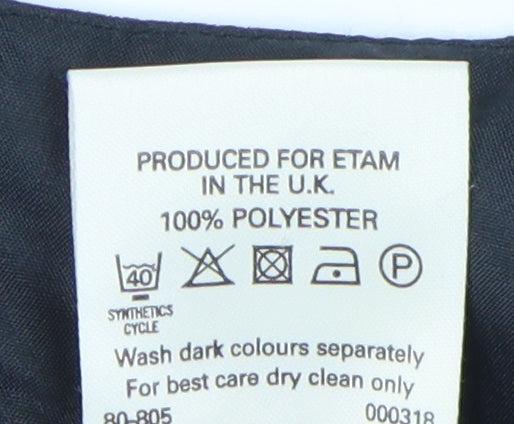 PRODUCED FOR ETAM
IN THE U.K.
100% POLYESTER
40 P
SYNTHETICS
CYCLE
Wash dark colours separately
For best care dry clean only
80-805 000318